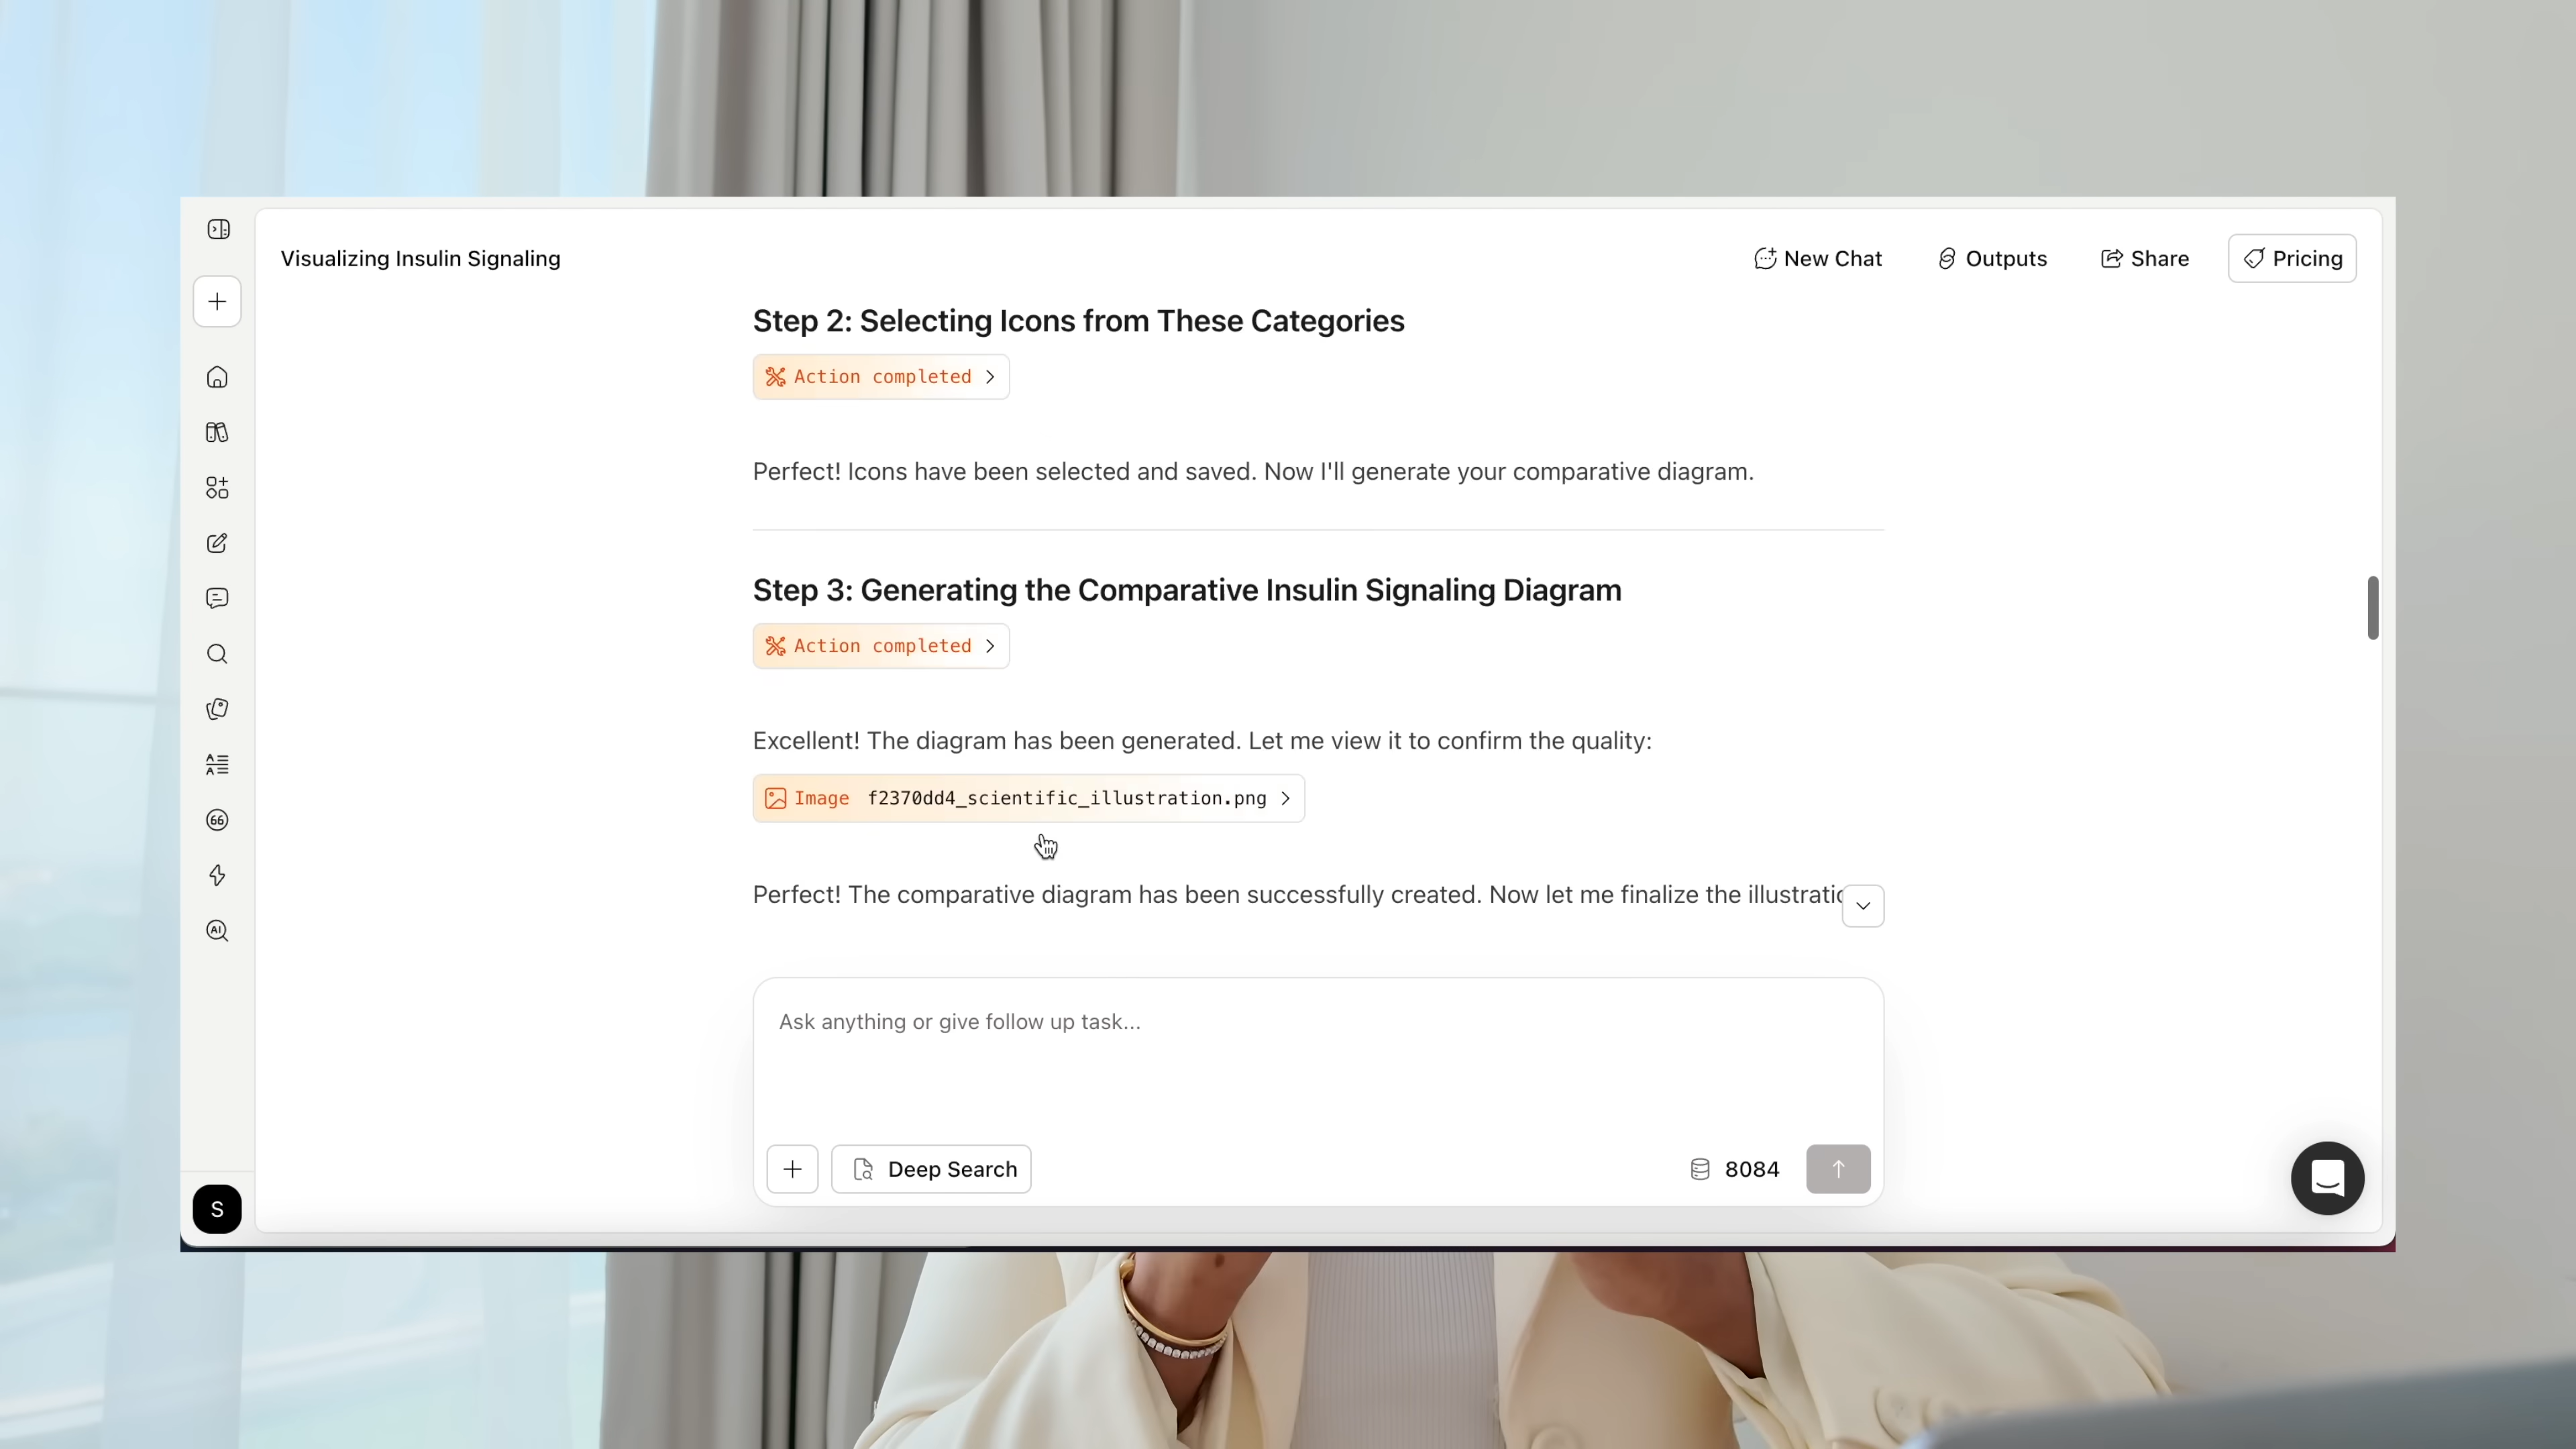 Visualizing Insulin Signaling
New Chat
Outputs
Share
Pricing
Step 2: Selecting Icons from These Categories
Action completed
Perfect! Icons have been selected and saved. Now I'll generate your comparative diagram.
Step 3: Generating the Comparative Insulin Signaling Diagram
Action completed
Excellent! The diagram has been generated. Let me view it to confirm the quality:
Image f2370dd4_scientific_illustration.png
Perfect! The comparative diagram has been successfully created. Now let me finalize the
Ask anything or give follow up task...
Deep Search
8084
A
A
66
AI
S